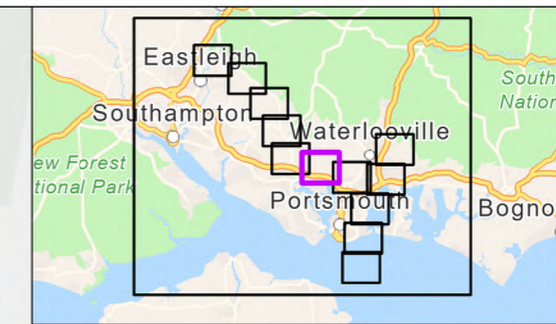 Eastleigh
South
Nation
Southampton
Waterlooville
ew Forest
tional Park
Portsmouth
Bogno